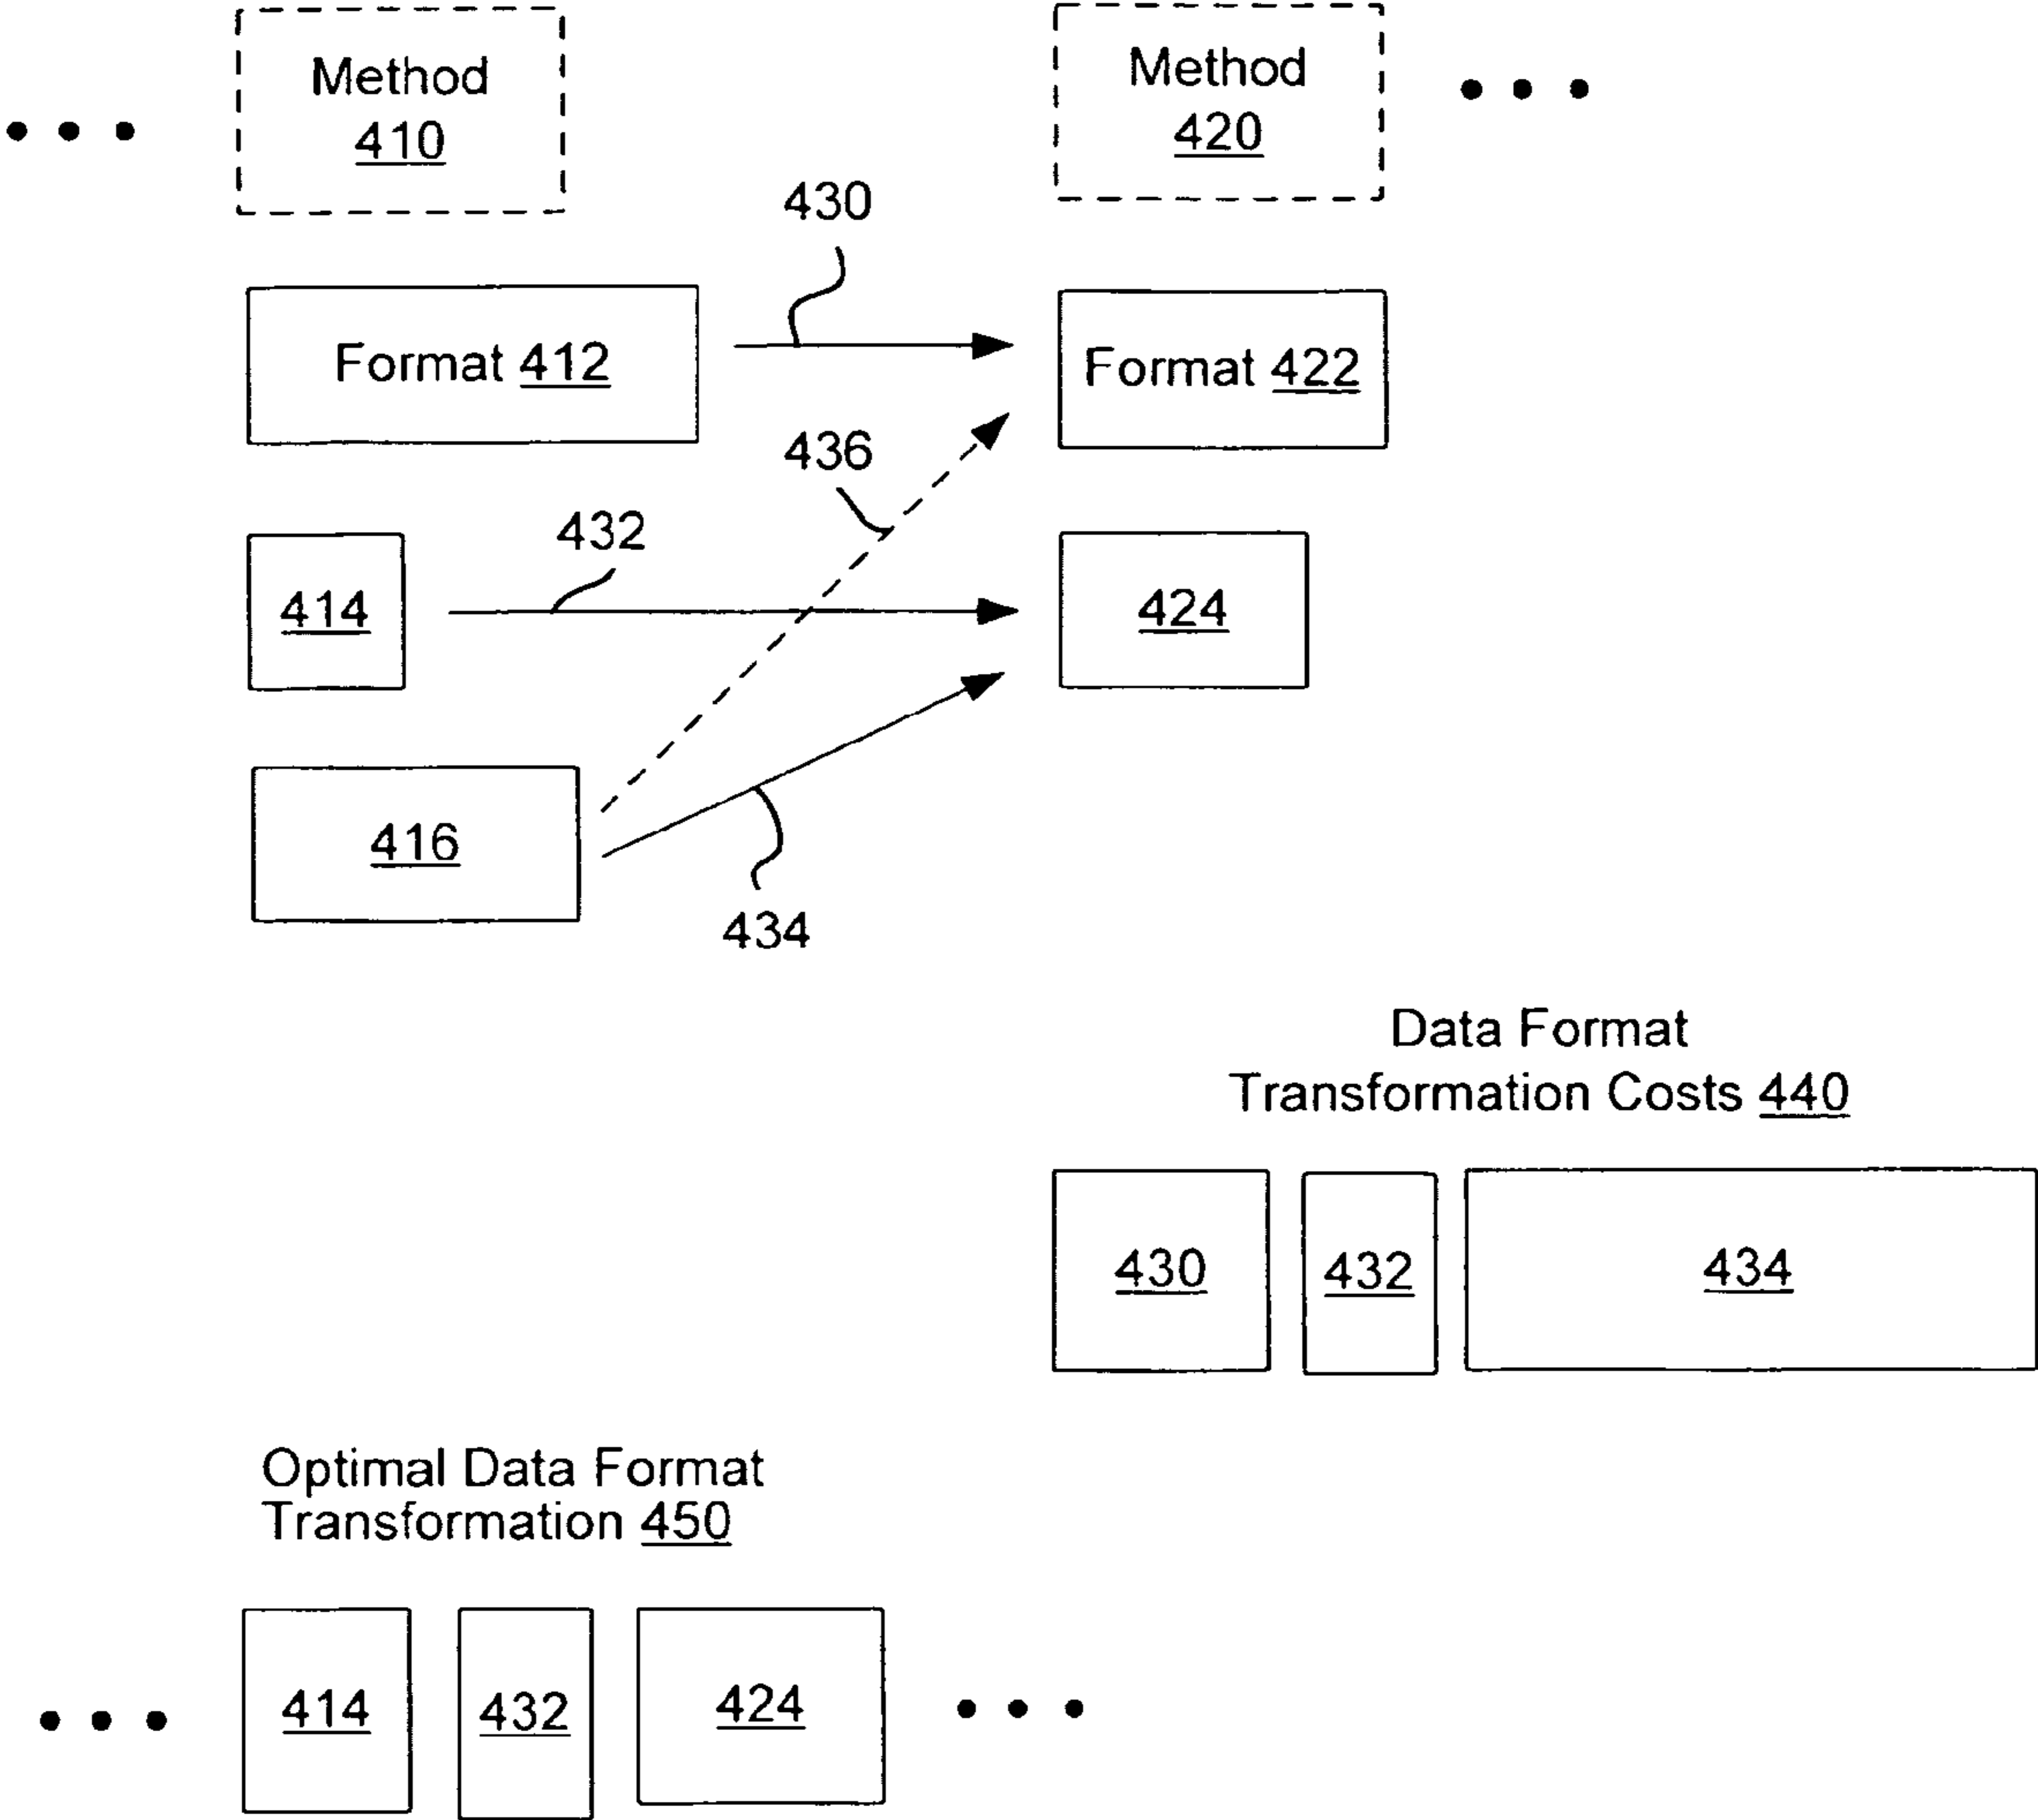 Method
410
Method
420
430
Format 412
Format 422
436
432
414
424
416
434
Data Format
Transformation Costs 440
430
432
434
Optimal Data Format
Transformation 450
414
432
424